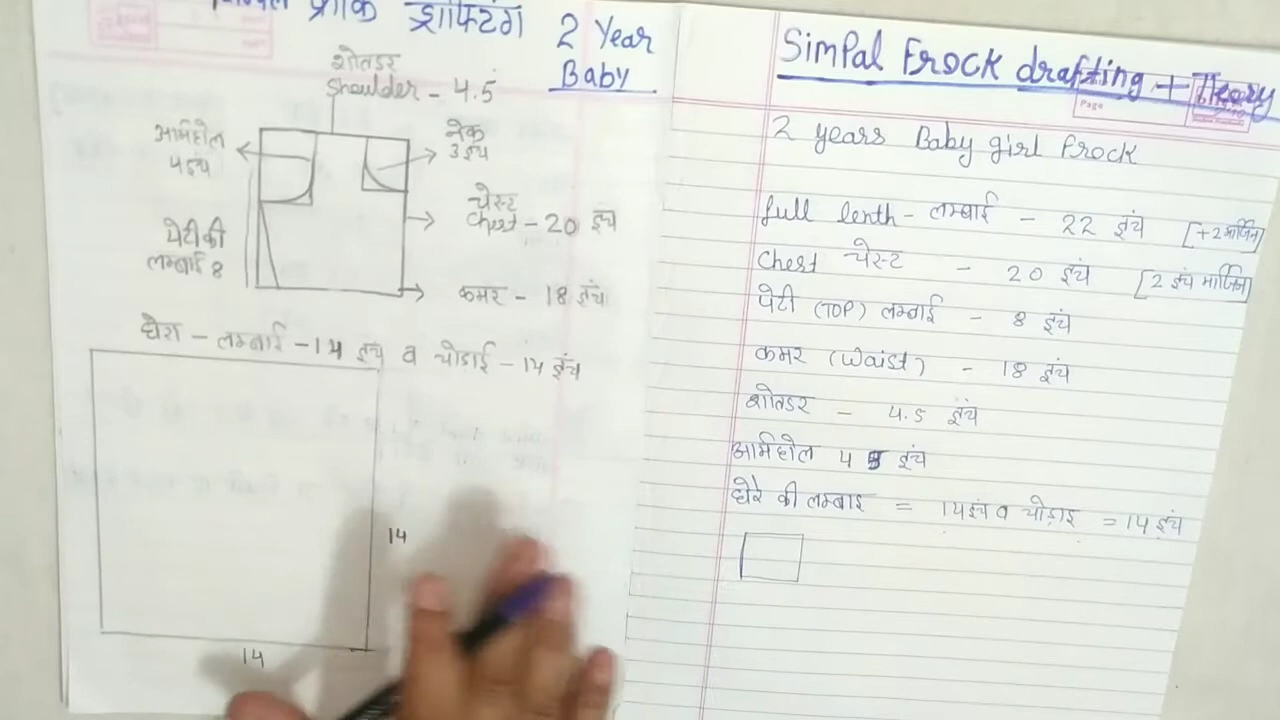 सिम्पल फ्राक ड्राफ्टिंग 2 Year
Baby
शोल्डर
Shoulder - 4.5
आर्महोल
4 इंच
नेक
3 इंच
चेस्ट
Chest - 20 इंच
पेटी की
लम्बाई 8
कमर - 18 इंच
घेरा - लम्बाई - 14 इंच व चोडाई - 14 इंच
14
14
SimPal Frock drafting + Theory
Page
2 years Baby girl Frock
full lenth - लम्बाई - 22 इंच [+2 मार्जिन]
Chest चेस्ट - 20 इंच [2 इंच मार्जिन]
पेटी (TOP) लम्बाई - 8 इंच
कमर (Waist) - 18 इंच
शोल्डर - 4.5 इंच
आर्महोल 4 इंच
घेरे की लम्बाइ = 14 इंच व चोड़ाइ = 14 इंच